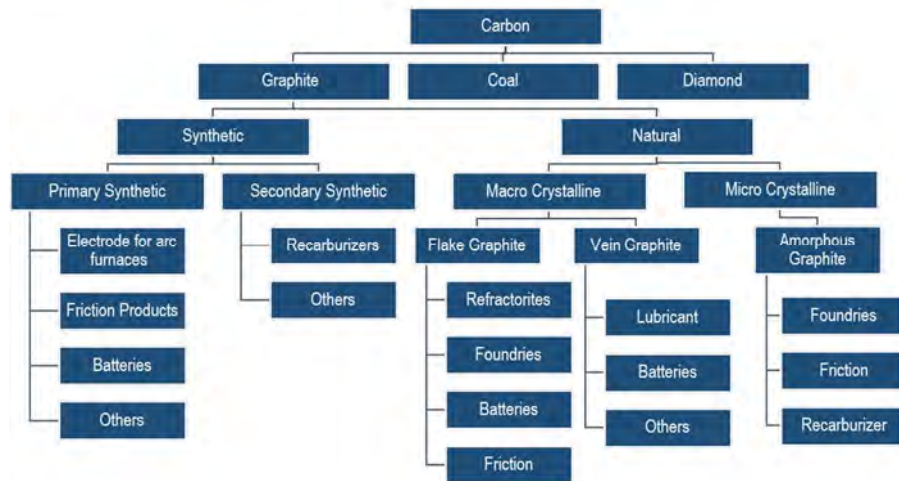 Carbon
Graphite
Coal
Diamond
Synthetic
Natural
Primary Synthetic
Secondary Synthetic
Macro Crystalline
Micro Crystalline
Electrode for arc
furnaces
Friction Products
Batteries
Others
Recarburizers
Others
Flake Graphite
Refractorites
Foundries
Batteries
Friction
Vein Graphite
Lubricant
Batteries
Others
Amorphous
Graphite
Foundries
Friction
Recarburizer